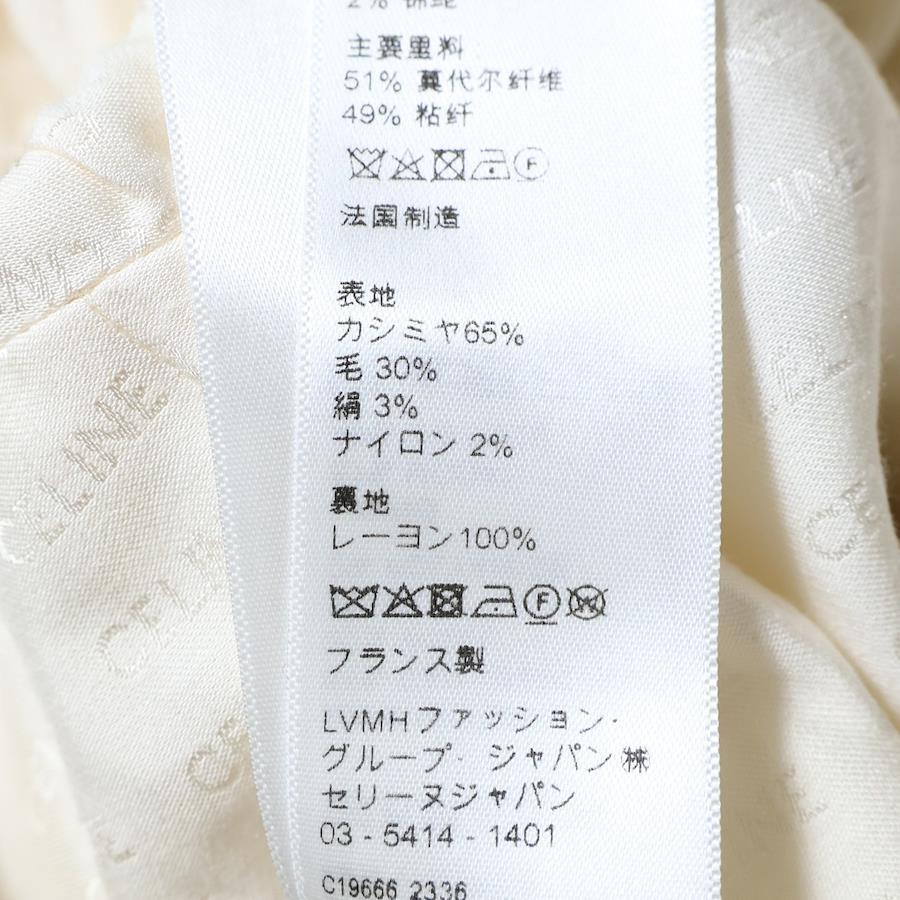 2% 锦纶
主要里料
51% 莫代尔纤维
49% 粘纤
F
法国制造
表地
カシミヤ65%
毛 30%
絹 3%
ナイロン 2%
裏地
レーヨン100%
F W
フランス製
LVMHファッション·
グループ·ジャパン㈱
セリーヌジャパン
03 - 5414 - 1401
C19666 2336
CELINE